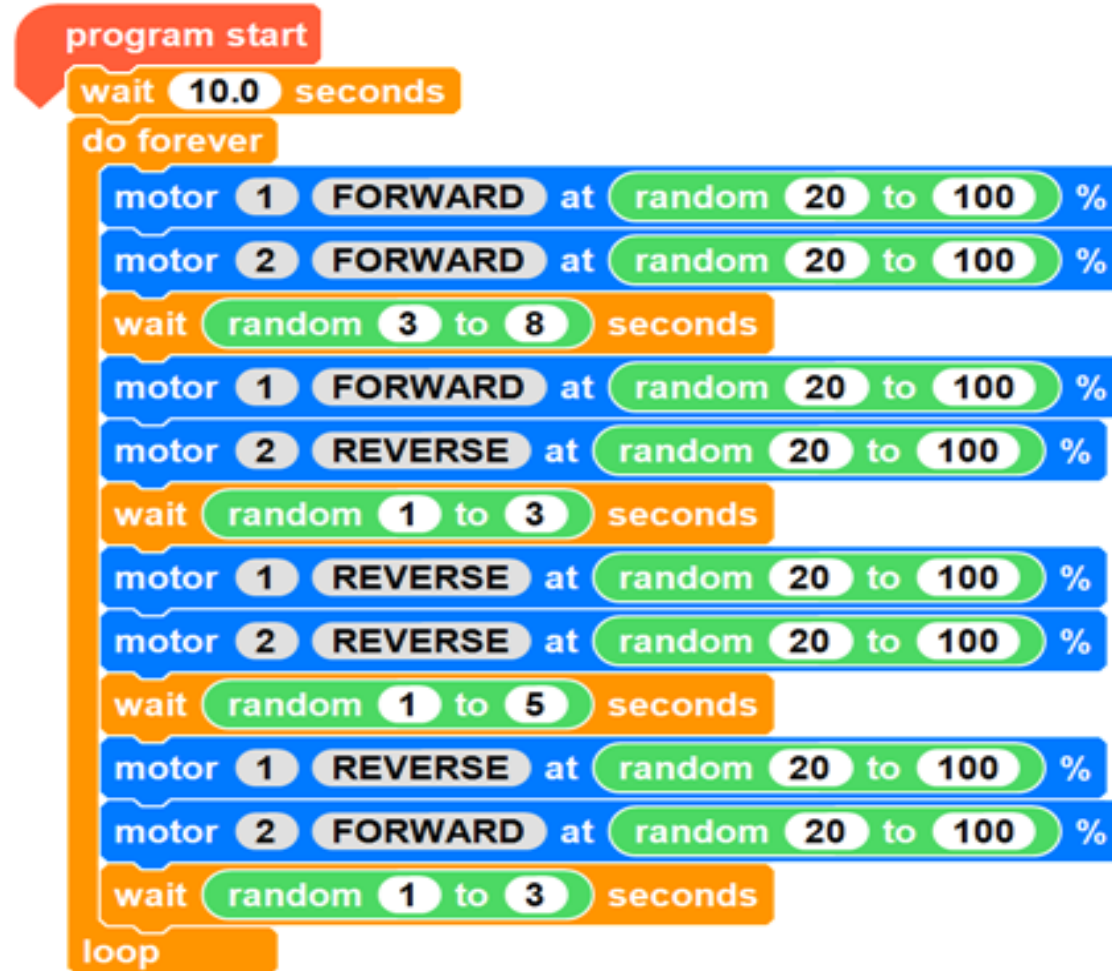 program start
wait 10.0 seconds
do forever
motor 1 FORWARD at random 20 to 100 %
motor 2 FORWARD at random 20 to 100 %
wait random 3 to 8 seconds
motor 1 FORWARD at random 20 to 100 %
motor 2 REVERSE at random 20 to 100 %
wait random 1 to 3 seconds
motor 1 REVERSE at random 20 to 100 %
motor 2 REVERSE at random 20 to 100 %
wait random 1 to 5 seconds
motor 1 REVERSE at random 20 to 100 %
motor 2 FORWARD at random 20 to 100 %
wait random 1 to 3 seconds
loop